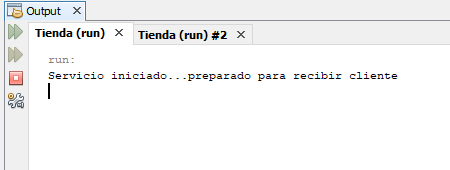 Output
Tienda (run)
Tienda (run) #2
run:
Servicio iniciado...preparado para recibir cliente